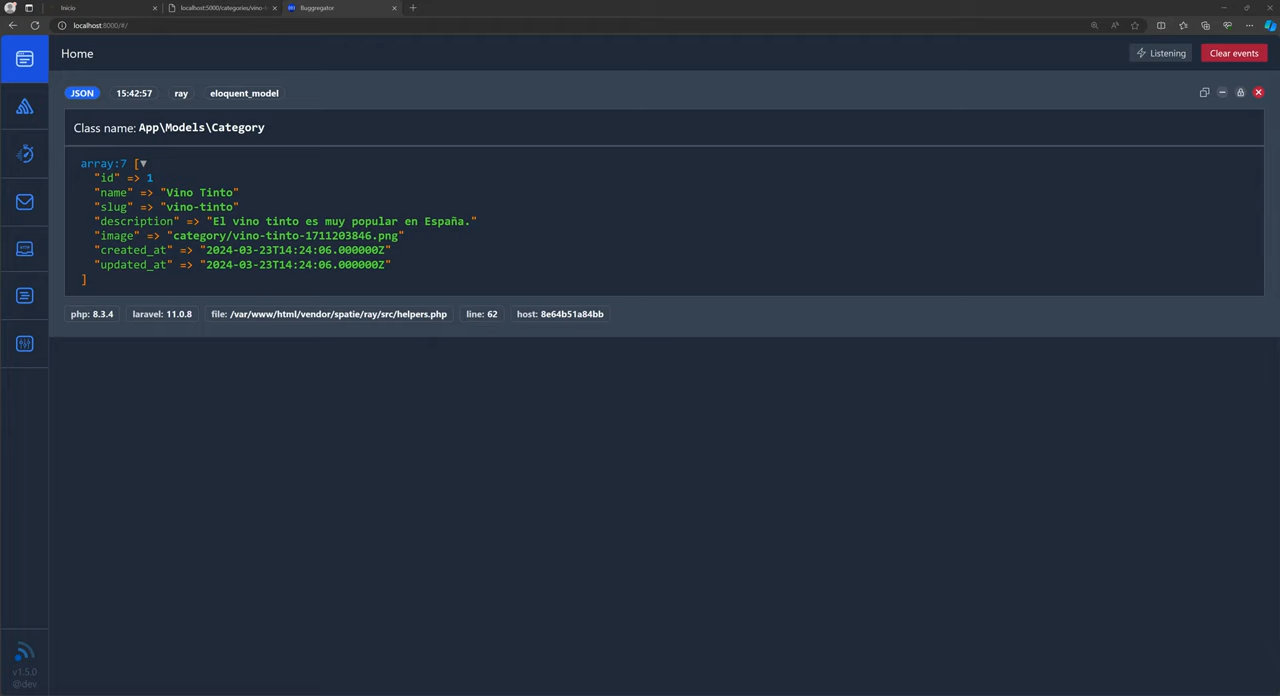 Inicio
localhost:5000/categories/vino-
Buggregator
localhost:8000/#/
Home
Listening
Clear events
JSON
15:42:57
ray
eloquent_model
Class name: App\Models\Category
array:7 [▼
"id" => 1
"name" => "Vino Tinto"
"slug" => "vino-tinto"
"description" => "El vino tinto es muy popular en España."
"image" => "category/vino-tinto-1711203846.png"
"created_at" => "2024-03-23T14:24:06.000000Z"
"updated_at" => "2024-03-23T14:24:06.000000Z"
]
php: 8.3.4
laravel: 11.0.8
file: /var/www/html/vendor/spatie/ray/src/helpers.php
line: 62
host: 8e64b51a84bb
HTTP
v1.5.0
@dev